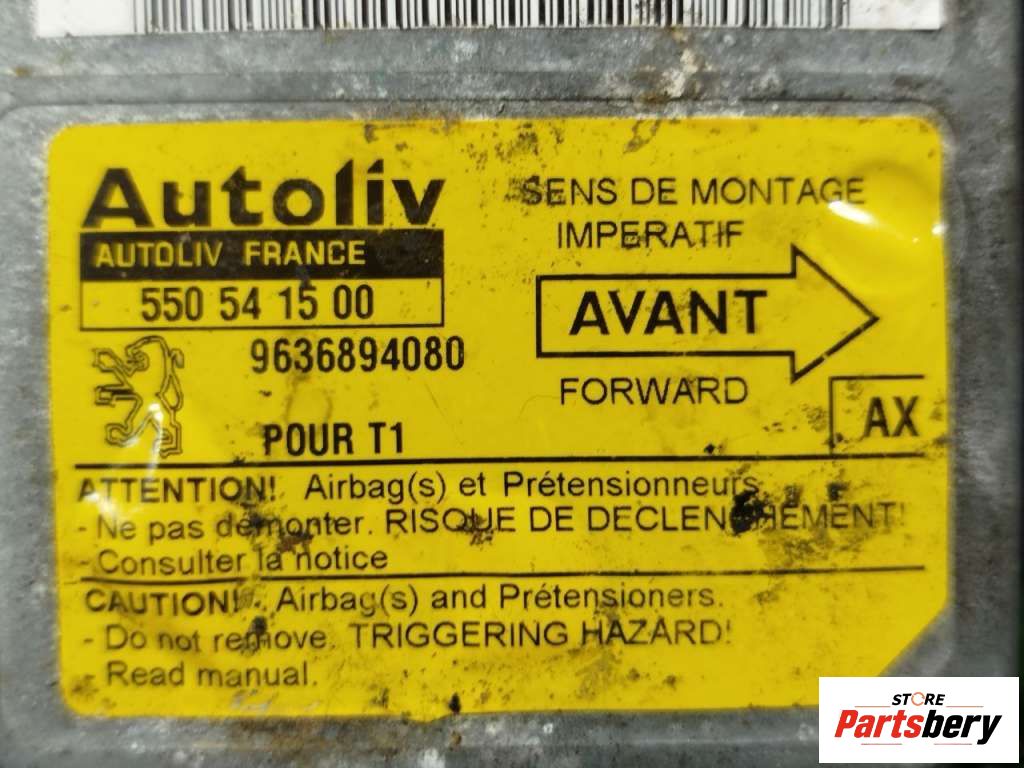 Autoliv
AUTOLIV FRANCE
550 54 15 00
9636894080
POUR T1
SENS DE MONTAGE
IMPERATIF
AVANT
FORWARD
AX
ATTENTION! Airbag(s) et Prétensionneurs
- Ne pas démonter. RISQUE DE DECLENCHEMENT!
- Consulter la notice
CAUTION! Airbag(s) and Prétensioners.
- Do not remove. TRIGGERING HAZARD!
- Read manual.
STORE
Partsbery